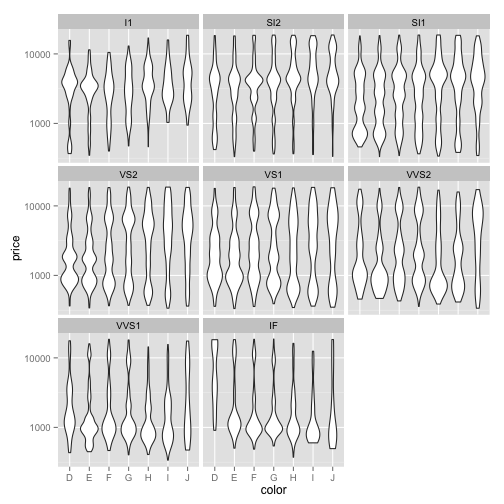 I1 SI2 SI1
10000
1000
VS2 VS1 VVS2
10000
1000
VVS1 IF
10000
1000
D E F G H I J D E F G H I J
price
color